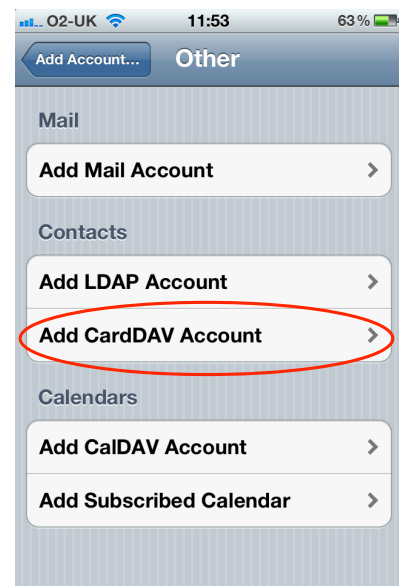 O2-UK 11:53 63%
Add Account... Other
Mail
Add Mail Account
Contacts
Add LDAP Account
Add CardDAV Account
Calendars
Add CalDAV Account
Add Subscribed Calendar